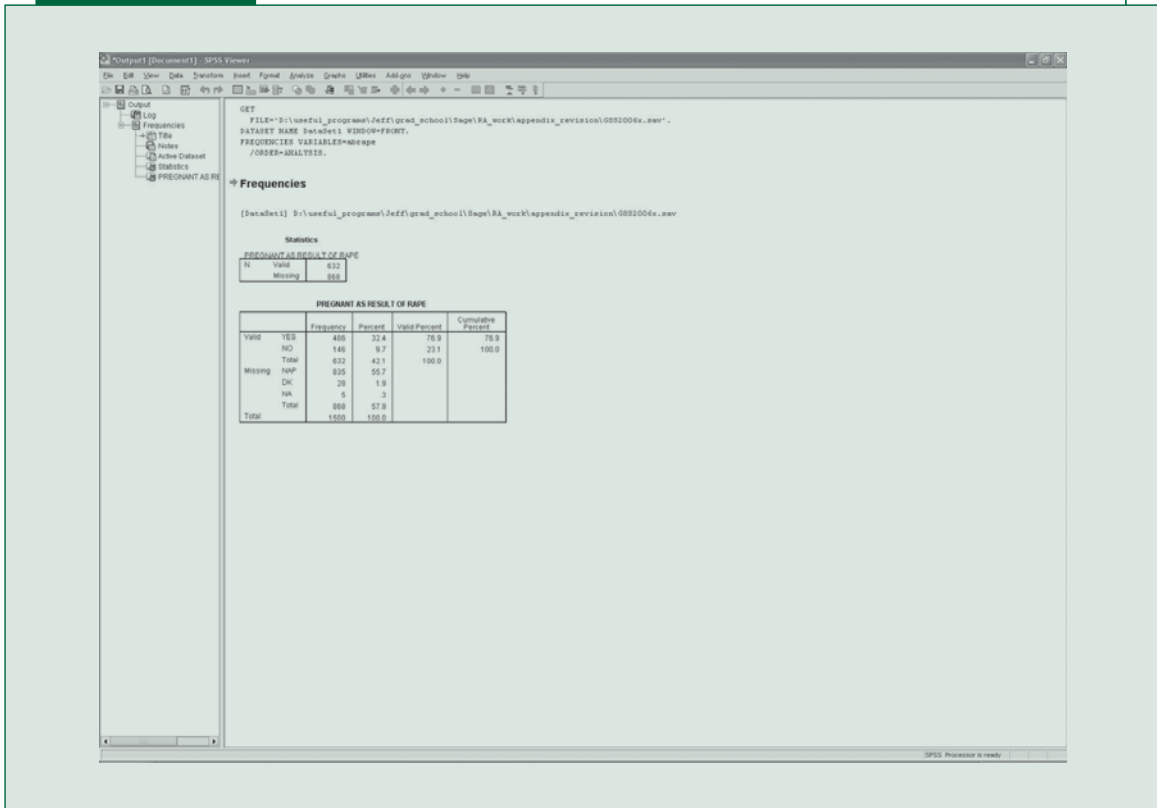 *Output1 [Document1] - SPSS Viewer
File Edit View Data Transform Insert Format Analyze Graphs Utilities Add-ons Window Help
Output
Log
Frequencies
Title
Notes
Active Dataset
Statistics
PREGNANT AS RE
GET
FILE='D:\useful_programs\Jeff\grad_school\Sage\RA_work\appendix_revision\GSS2006x.sav'.
DATASET NAME DataSet1 WINDOW=FRONT.
FREQUENCIES VARIABLES=abrape
/ORDER=ANALYSIS.
Frequencies
[DataSet1] D:\useful_programs\Jeff\grad_school\Sage\RA_work\appendix_revision\GSS2006x.sav
Statistics
PREGNANT AS RESULT OF RAPE
N Valid 632
Missing 868
PREGNANT AS RESULT OF RAPE
Frequency Percent Valid Percent Cumulative Percent
Valid YES 486 32.4 76.9 76.9
NO 146 9.7 23.1 100.0
Total 632 42.1 100.0
Missing NAP 835 55.7
DK 28 1.9
NA 5 .3
Total 868 57.9
Total 1500 100.0
SPSS Processor is ready